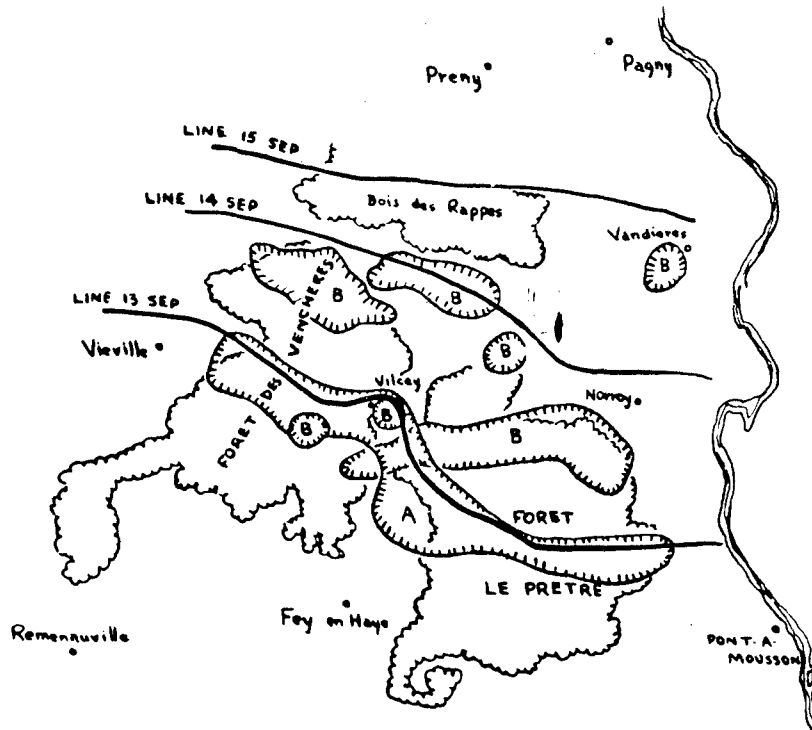 Preny
Pagny
LINE 15 SEP
Bois des Rappes
LINE 14 SEP
Vandieres
B
B
B
LINE 13 SEP
VENCHERES
B
Vieville
Vilcey
Norroy
FORET DES
B
B
B
A
FORET
LE PRETRE
Fey en Haye
Remennuville
PONT-A-
MOUSSON